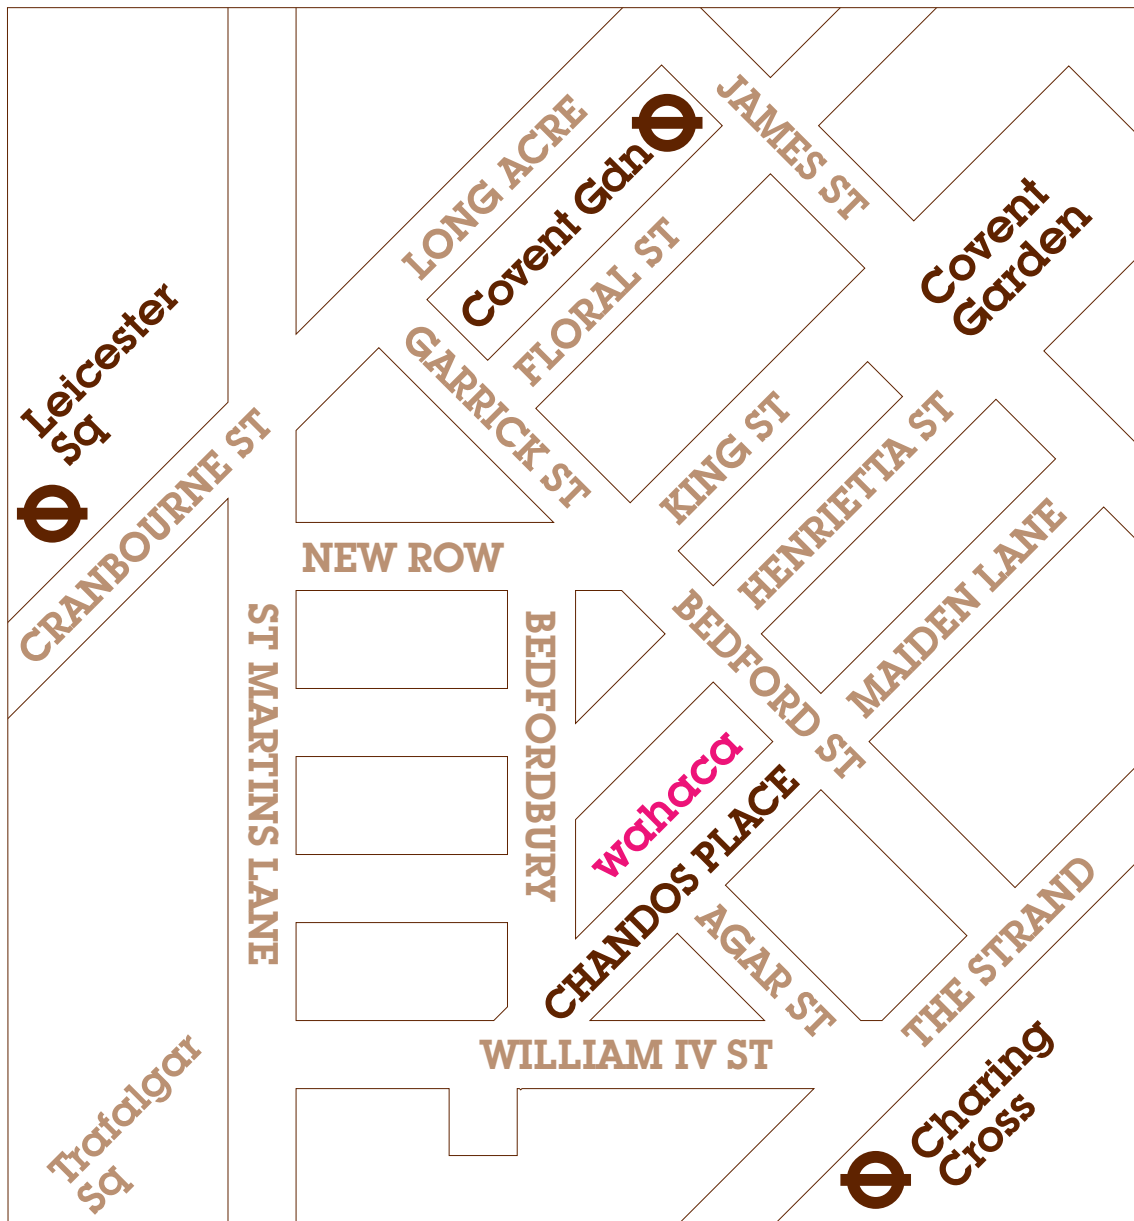 JAMES ST
LONG ACRE
Covent Gdn
Covent
Garden
FLORAL ST
Leicester
Sq
GARRICK ST
CRANBOURNE ST
KING ST
HENRIETTA ST
NEW ROW
MAIDEN LANE
ST MARTINS LANE
BEDFORDBURY
BEDFORD ST
wahaca
CHANDOS PLACE
AGAR ST
THE STRAND
WILLIAM IV ST
Trafalgar
Sq
Charing
Cross